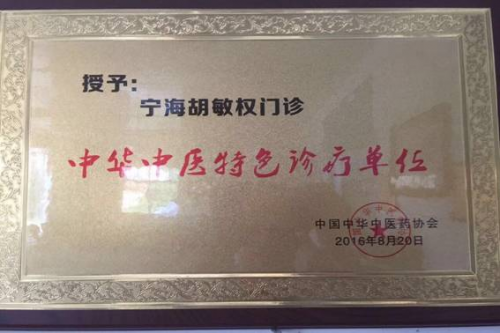 授予：
宁海胡敏权门诊
中华中医特色诊疗单位
中国中华中医药协会
2016年8月20日